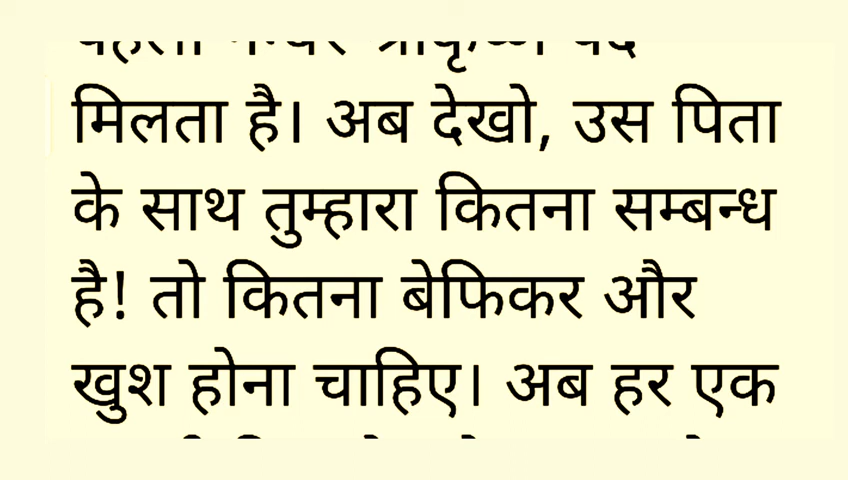 मिलता है। अब देखो, उस पिता
के साथ तुम्हारा कितना सम्बन्ध
है! तो कितना बेफिकर और
खुश होना चाहिए। अब हर एक